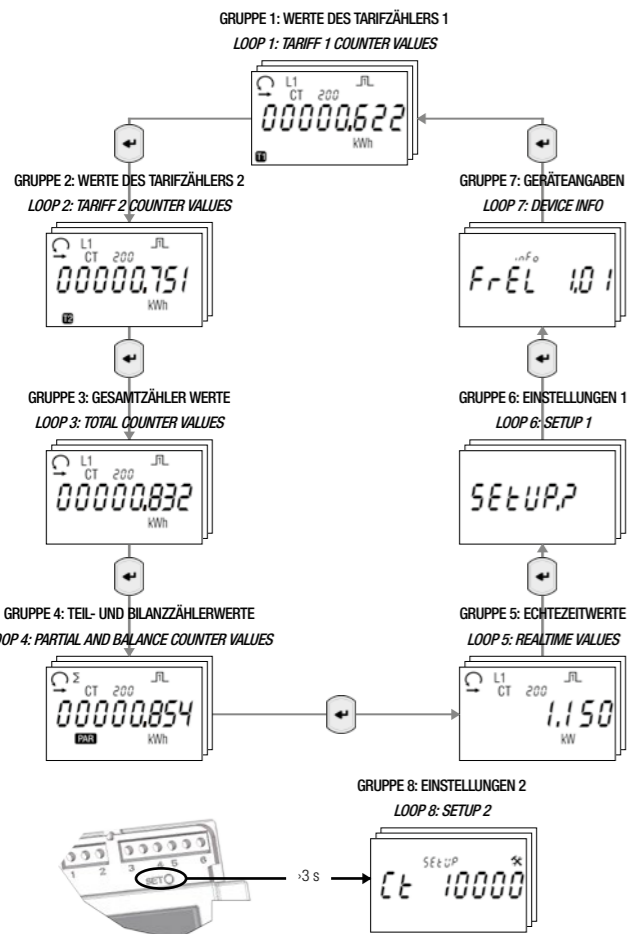 GRUPPE 1: WERTE DES TARIFZÄHLERS 1
LOOP 1: TARIFF 1 COUNTER VALUES
L1
CT 200
00000.622
kWh
T1
GRUPPE 2: WERTE DES TARIFZÄHLERS 2
LOOP 2: TARIFF 2 COUNTER VALUES
L1
CT 200
00000.751
kWh
T2
GRUPPE 7: GERÄTEANGABEN
LOOP 7: DEVICE INFO
info
FrEL 1.01
GRUPPE 3: GESAMTZÄHLER WERTE
LOOP 3: TOTAL COUNTER VALUES
L1
CT 200
00000.832
kWh
GRUPPE 6: EINSTELLUNGEN 1
LOOP 6: SETUP 1
SEtUP.?
GRUPPE 4: TEIL- UND BILANZZÄHLERWERTE
OOP 4: PARTIAL AND BALANCE COUNTER VALUES
Σ
CT 200
00000.854
PAR kWh
GRUPPE 5: ECHTEZEITWERTE
LOOP 5: REALTIME VALUES
L1
CT 200
1.150
kW
GRUPPE 8: EINSTELLUNGEN 2
LOOP 8: SETUP 2
1 2 3 4 5 6
SET
›3 s
SEtUP
Ct 10000